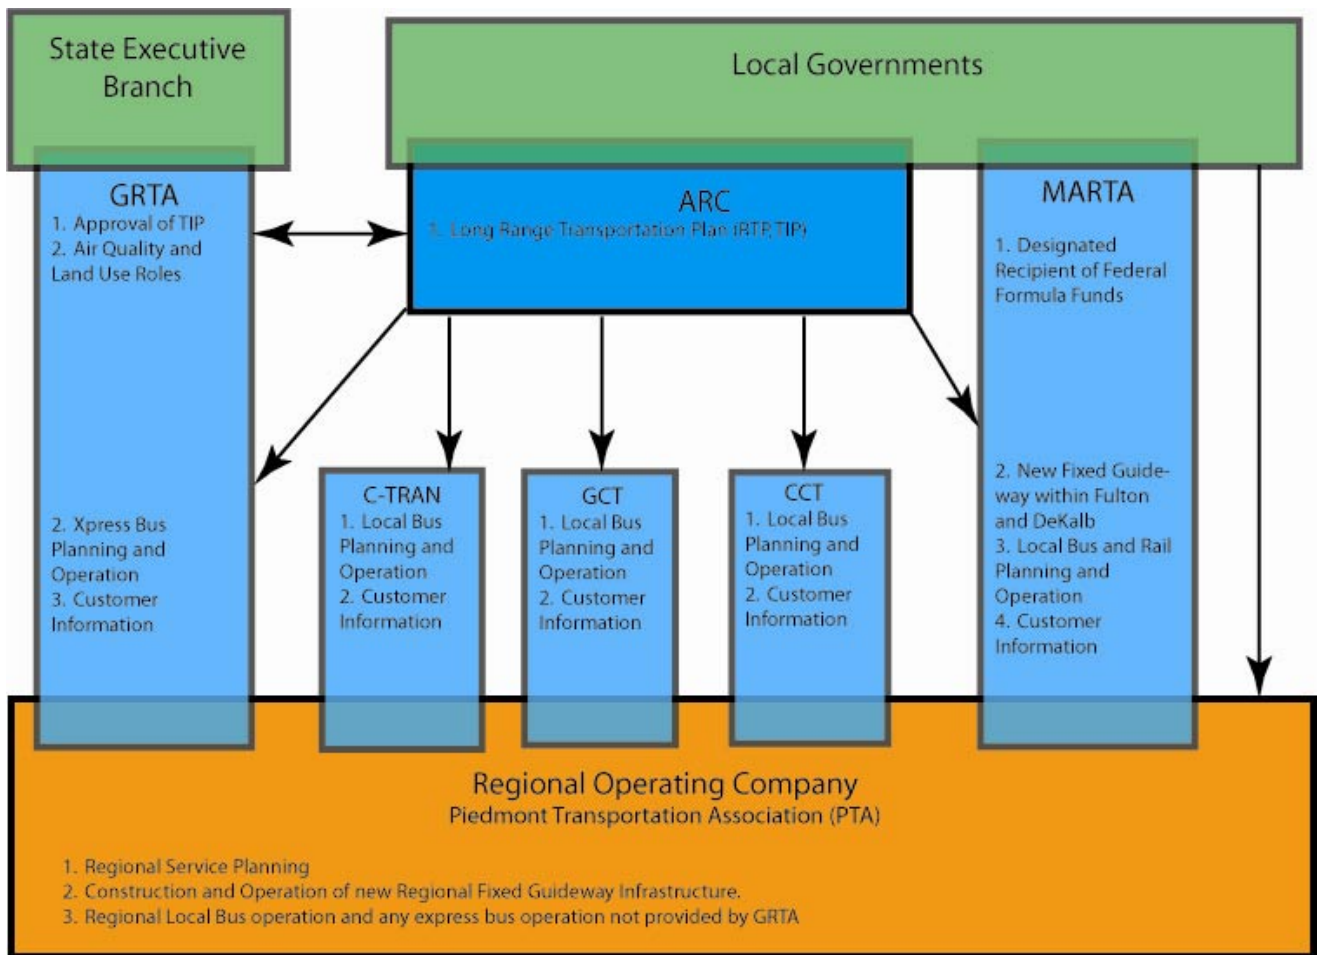 State Executive
Branch
Local Governments
GRTA
1. Approval of TIP
2. Air Quality and
Land Use Roles
2. Xpress Bus
Planning and
Operation
3. Customer
Information
ARC
1. Long Range Transportation Plan (RTP,TIP)
MARTA
1. Designated
Recipient of Federal
Formula Funds
2. New Fixed Guide-
way within Fulton
and DeKalb
3. Local Bus and Rail
Planning and
Operation
4. Customer
Information
C-TRAN
1. Local Bus
Planning and
Operation
2. Customer
Information
GCT
1. Local Bus
Planning and
Operation
2. Customer
Information
CCT
1. Local Bus
Planning and
Operation
2. Customer
Information
Regional Operating Company
Piedmont Transportation Association (PTA)
1. Regional Service Planning
2. Construction and Operation of new Regional Fixed Guideway Infrastructure.
3. Regional Local Bus operation and any express bus operation not provided by GRTA